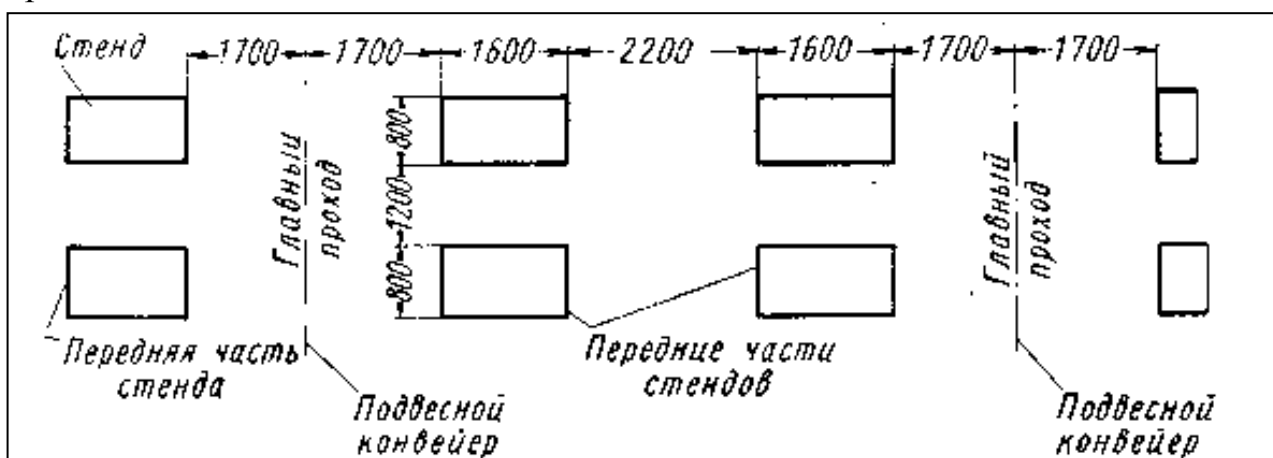 Стенд
1700 1700 1600 2200 1600 1700 1700
800
1200
800
Главный
проход
Главный
проход
Передняя часть
стенда
Передние части
стендов
Подвесной
конвейер
Подвесной
конвейер